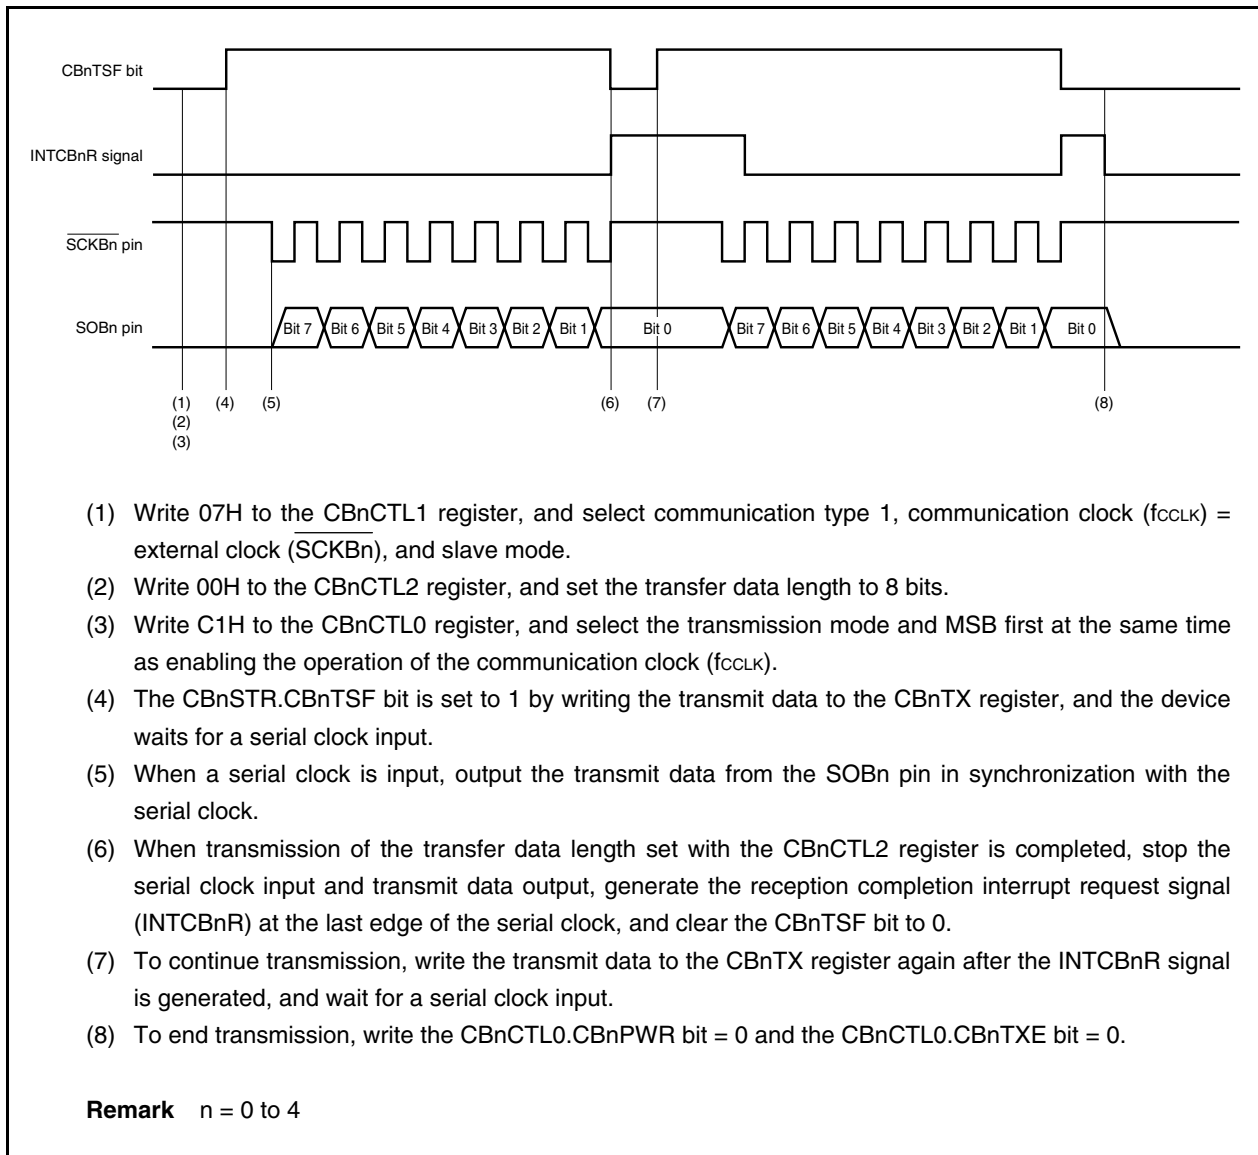 CBnTSF bit
INTCBnR signal
SCKBn pin
SOBn pin
Bit 7 Bit 6 Bit 5 Bit 4 Bit 3 Bit 2 Bit 1 Bit 0 Bit 7 Bit 6 Bit 5 Bit 4 Bit 3 Bit 2 Bit 1 Bit 0
(1) (4) (5) (6) (7) (8)
(2)
(3)
(1) Write 07H to the CBnCTL1 register, and select communication type 1, communication clock (fCCLK) =
external clock (SCKBn), and slave mode.
(2) Write 00H to the CBnCTL2 register, and set the transfer data length to 8 bits.
(3) Write C1H to the CBnCTL0 register, and select the transmission mode and MSB first at the same time
as enabling the operation of the communication clock (fCCLK).
(4) The CBnSTR.CBnTSF bit is set to 1 by writing the transmit data to the CBnTX register, and the device
waits for a serial clock input.
(5) When a serial clock is input, output the transmit data from the SOBn pin in synchronization with the
serial clock.
(6) When transmission of the transfer data length set with the CBnCTL2 register is completed, stop the
serial clock input and transmit data output, generate the reception completion interrupt request signal
(INTCBnR) at the last edge of the serial clock, and clear the CBnTSF bit to 0.
(7) To continue transmission, write the transmit data to the CBnTX register again after the INTCBnR signal
is generated, and wait for a serial clock input.
(8) To end transmission, write the CBnCTL0.CBnPWR bit = 0 and the CBnCTL0.CBnTXE bit = 0.
Remark n = 0 to 4